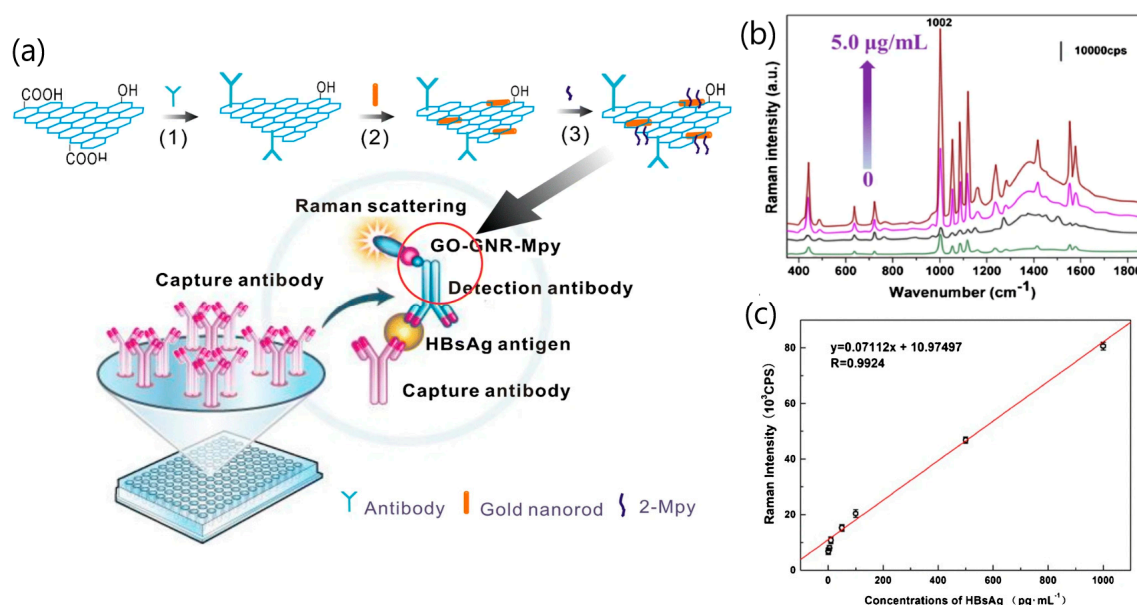 (a)
COOH
OH
COOH
(1)
OH
(2)
OH
(3)
OH
Raman scattering
GO-GNR-Mpy
Capture antibody
Detection antibody
HBsAg antigen
Capture antibody
Antibody
Gold nanorod
2-Mpy
(b)
1002
5.0 μg/mL
10000cps
0
Raman intensity (a.u.)
400 600 800 1000 1200 1400 1600 1800
Wavenumber (cm⁻¹)
(c)
y=0.07112x + 10.97497
R=0.9924
80
60
40
20
0
Raman Intensity (10³CPS)
0 200 400 600 800 1000
Concentrations of HBsAg (pg·mL⁻¹)